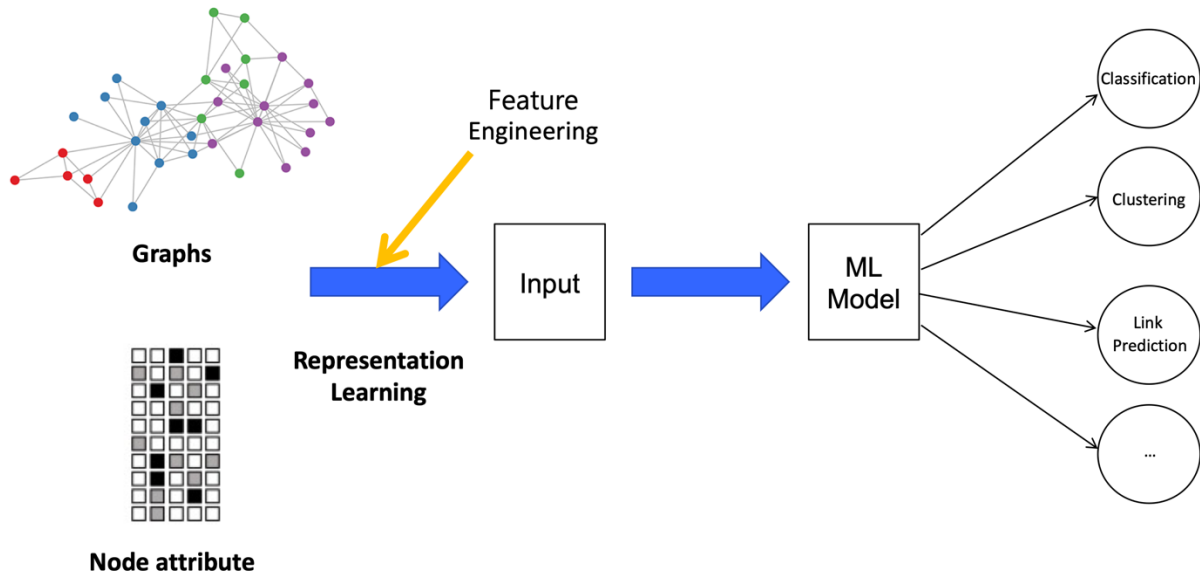 Graphs
Node attribute
Feature
Engineering
Representation
Learning
Input
ML
Model
Classification
Clustering
Link
Prediction
...